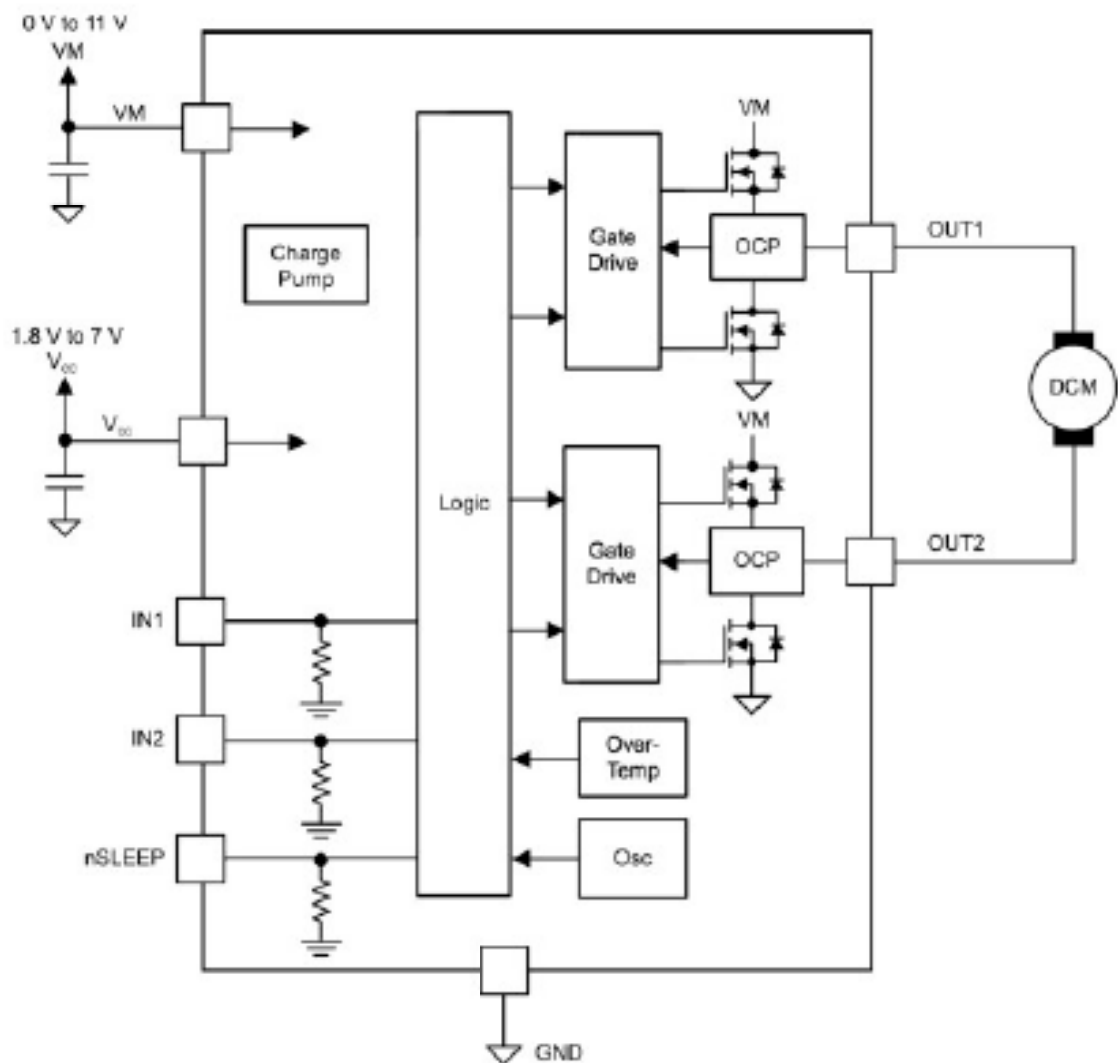 0 V to 11 V
VM
VM
Charge
Pump
1.8 V to 7 V
Vcc
Vcc
IN1
IN2
nSLEEP
Logic
Gate
Drive
VM
OCP
OUT1
DCM
Gate
Drive
VM
OCP
OUT2
Over-
Temp
Osc
GND